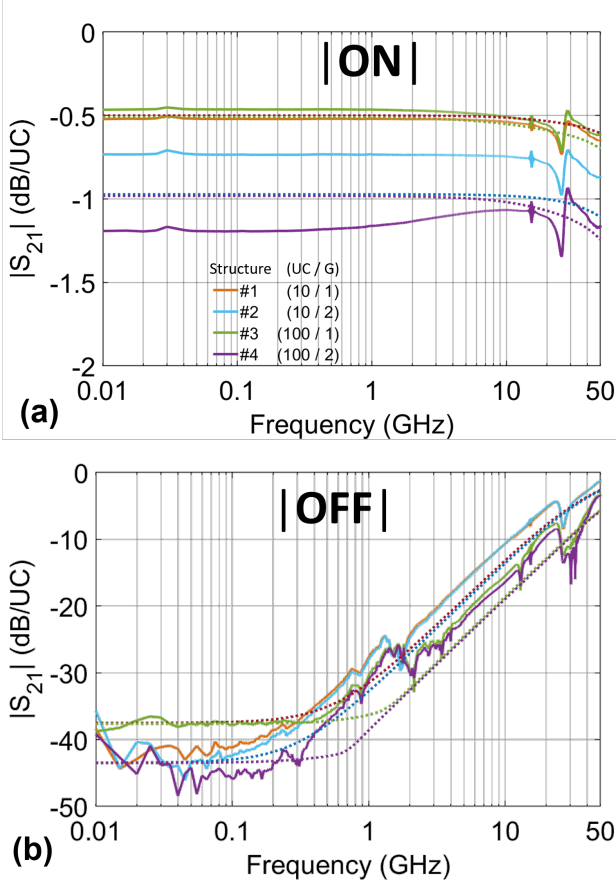 |ON|
|S21| (dB/UC)
0
-0.5
-1
-1.5
-2
Structure (UC / G)
#1 (10 / 1)
#2 (10 / 2)
#3 (100 / 1)
#4 (100 / 2)
0.01 0.1 1 10 50
(a)
Frequency (GHz)
|OFF|
|S21| (dB/UC)
0
-10
-20
-30
-40
-50
0.01 0.1 1 10 50
(b)
Frequency (GHz)